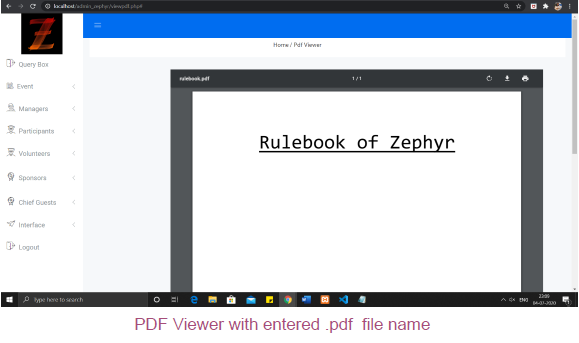 localhost/admin_zephyr/viewpdf.php#
Home / Pdf Viewer
Query Box
Event
Managers
Participants
Volunteers
Sponsors
Chief Guests
Interface
Logout
rulebook.pdf 1 / 1
Rulebook of Zephyr
Type here to search
ENG
23:09
04-07-2020
PDF Viewer with entered .pdf file name